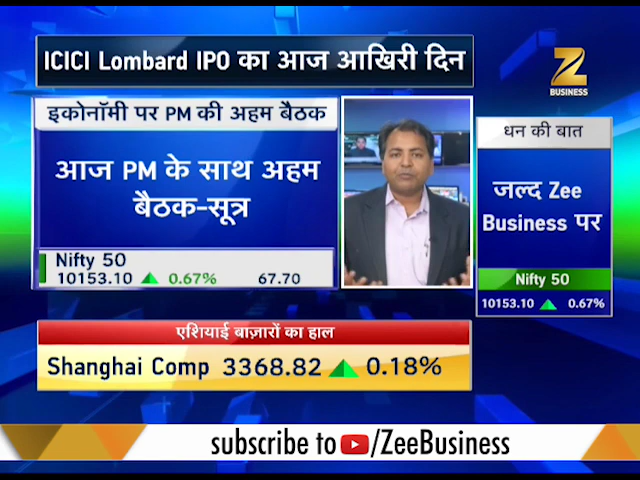 ICICI Lombard IPO का आज आखिरी दिन
Z
BUSINESS
इकोनॉमी पर PM की अहम बैठक
आज PM के साथ अहम
बैठक-सूत्र
Nifty 50
10153.10 0.67% 67.70
धन की बात
जल्द Zee
Business पर
Nifty 50
10153.10 0.67%
एशियाई बाज़ारों का हाल
Shanghai Comp 3368.82 0.18%
subscribe to /ZeeBusiness